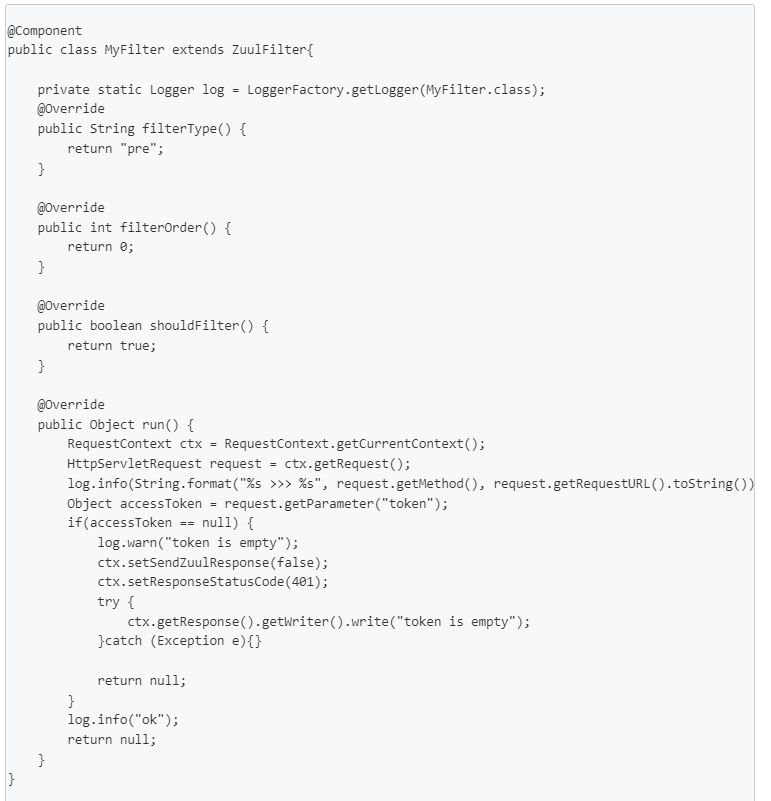 @Component
public class MyFilter extends ZuulFilter{
    private static Logger log = LoggerFactory.getLogger(MyFilter.class);
    @Override
    public String filterType() {
        return "pre";
    }
    @Override
    public int filterOrder() {
        return 0;
    }
    @Override
    public boolean shouldFilter() {
        return true;
    }
    @Override
    public Object run() {
        RequestContext ctx = RequestContext.getCurrentContext();
        HttpServletRequest request = ctx.getRequest();
        log.info(String.format("%s >>> %s", request.getMethod(), request.getRequestURL().toString())
        Object accessToken = request.getParameter("token");
        if(accessToken == null) {
            log.warn("token is empty");
            ctx.setSendZuulResponse(false);
            ctx.setResponseStatusCode(401);
            try {
                ctx.getResponse().getWriter().write("token is empty");
            }catch (Exception e){}
            return null;
        }
        log.info("ok");
        return null;
    }
}